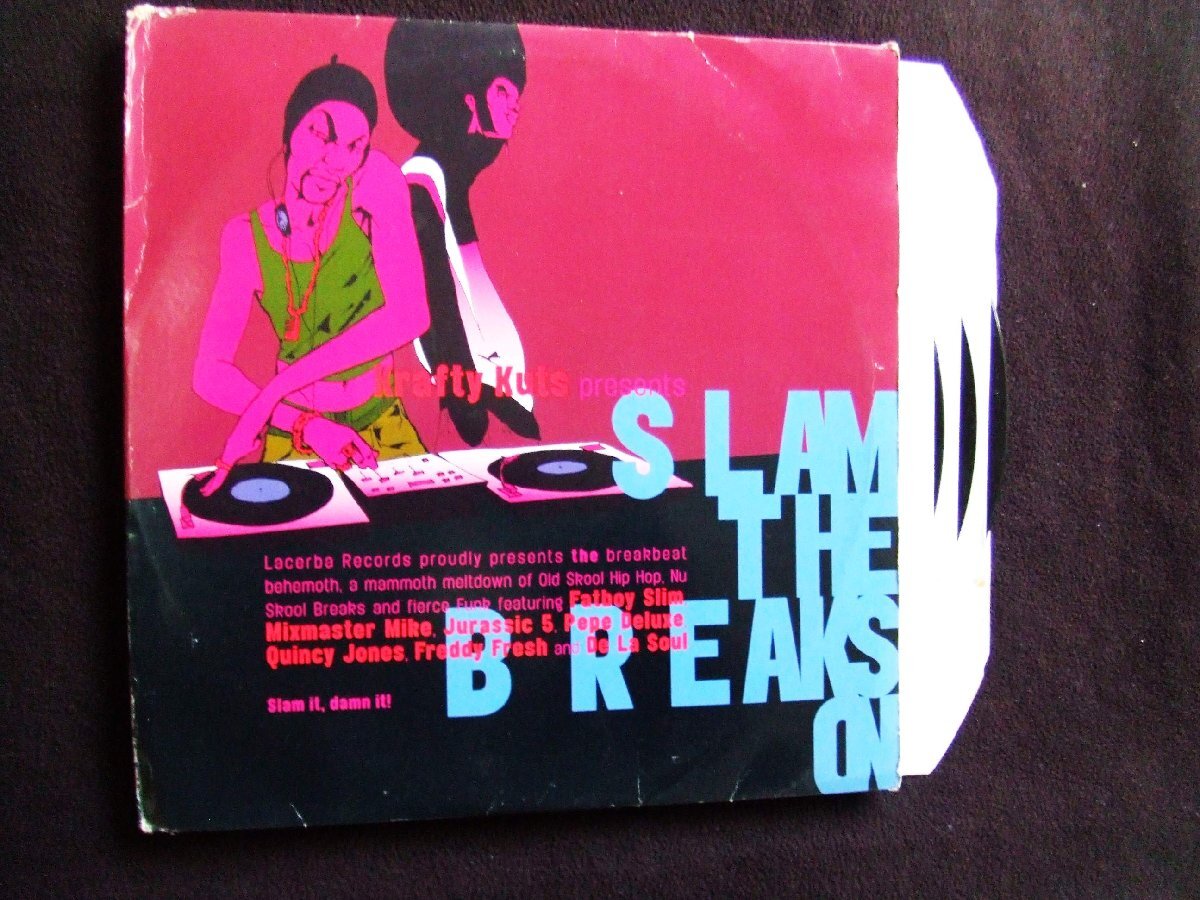 Krafty Kuts presents
SLAM
THE
BREAKS
ON
Lacerba Records proudly presents the breakbeat
behemoth, a mammoth meltdown of Old Skool Hip Hop, Nu
Skool Breaks and fierce Funk featuring Fatboy Slim
Mixmaster Mike, Jurassic 5, Pepe Deluxe
Quincy Jones, Freddy Fresh and De La Soul
Slam it, damn it!